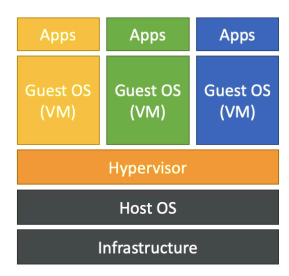 Apps
Apps
Apps
Guest OS
(VM)
Guest OS
(VM)
Guest OS
(VM)
Hypervisor
Host OS
Infrastructure